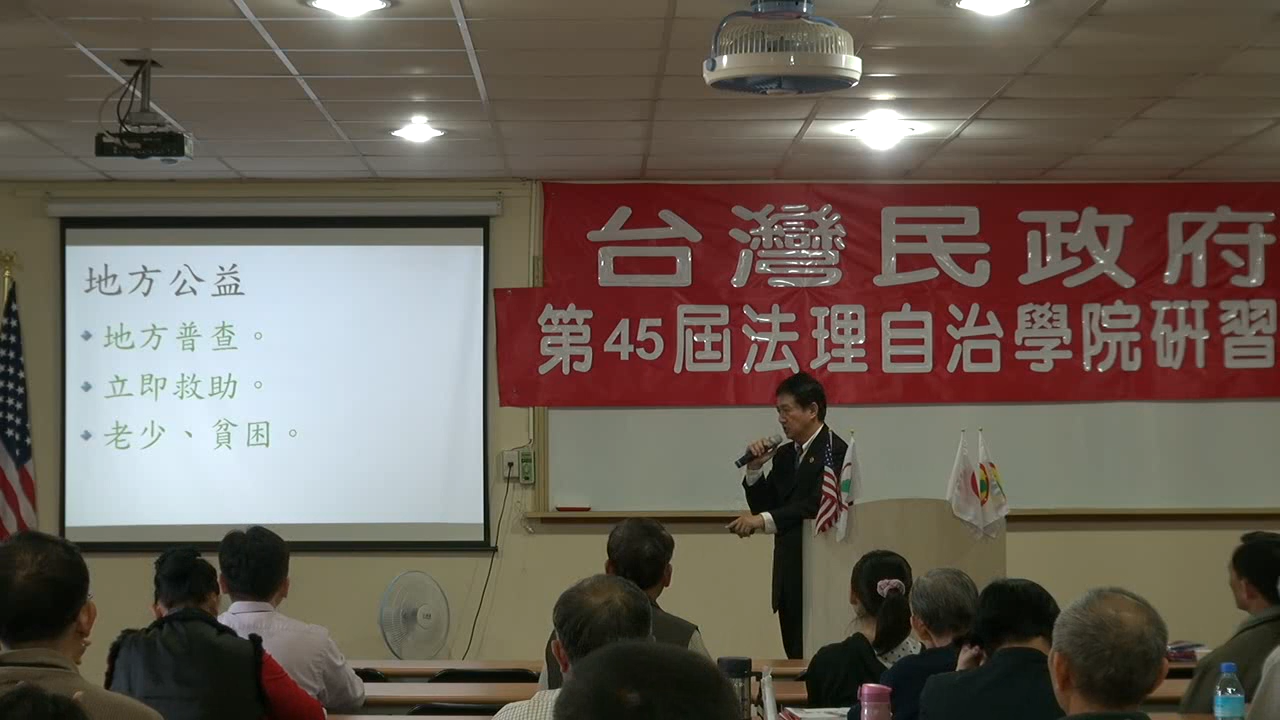 地方公益
地方普查。
立即救助。
老少、貧困。
台灣民政府
第45屆法理自治學院研習